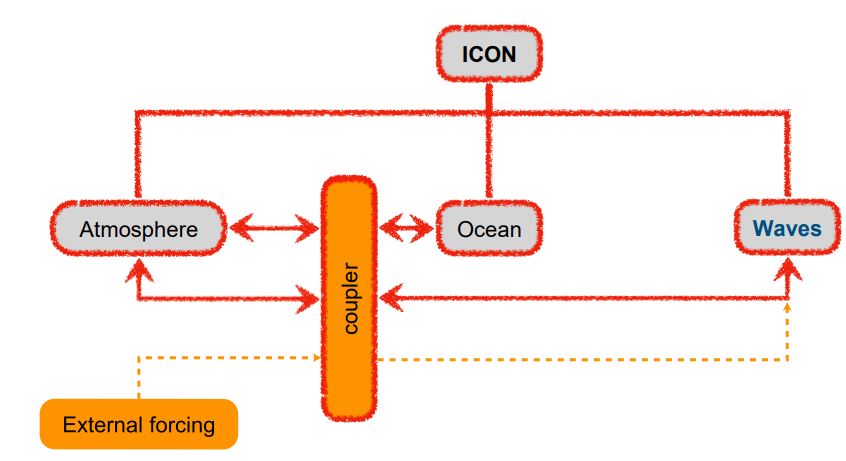 ICON
Atmosphere
Ocean
Waves
coupler
External forcing